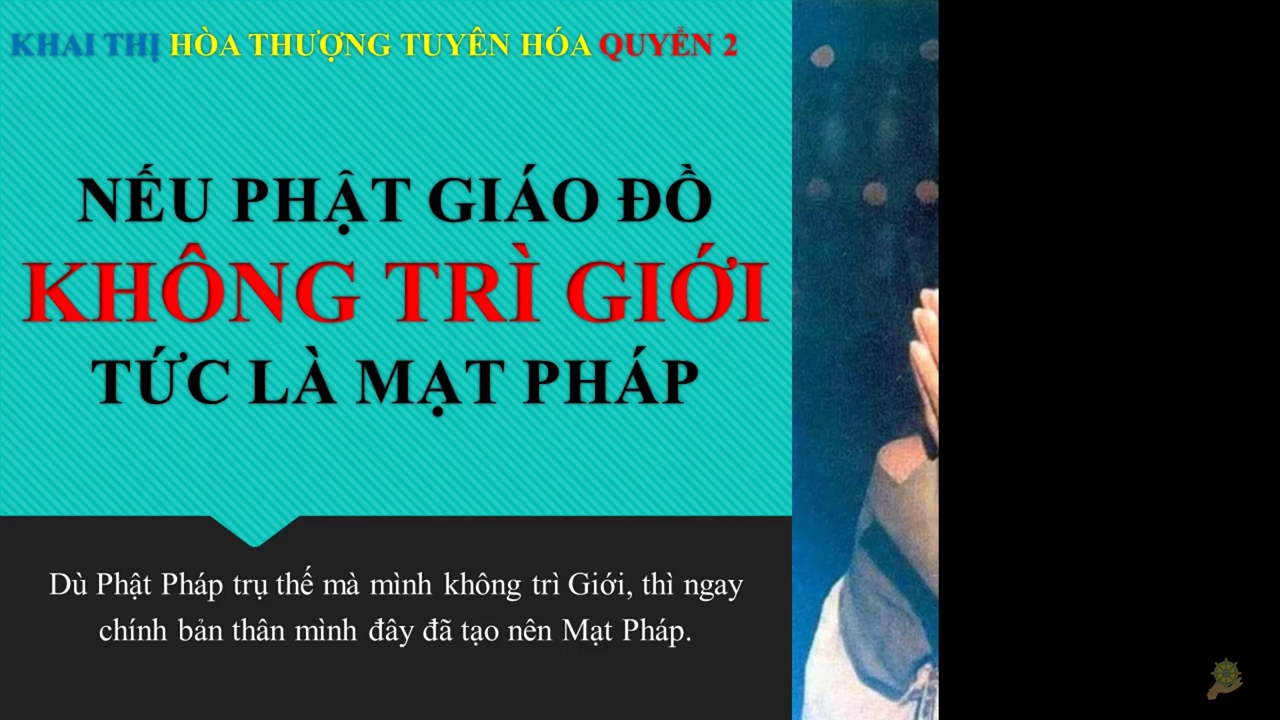 KHAI THỊ HÒA THƯỢNG TUYÊN HÓA QUYỂN 2
NẾU PHẬT GIÁO ĐỒ
KHÔNG TRÌ GIỚI
TỨC LÀ MẠT PHÁP
Dù Phật Pháp trụ thế mà mình không trì Giới, thì ngay
chính bản thân mình đây đã tạo nên Mạt Pháp.